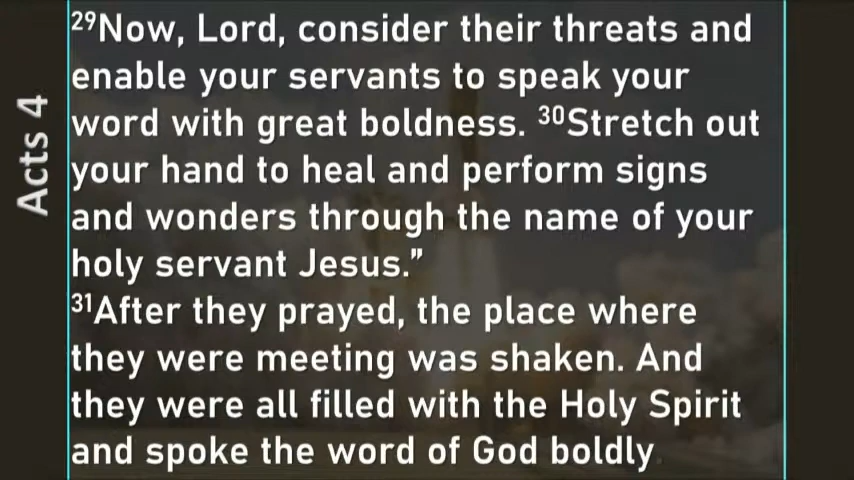 Acts 4
²⁹Now, Lord, consider their threats and
enable your servants to speak your
word with great boldness. ³⁰Stretch out
your hand to heal and perform signs
and wonders through the name of your
holy servant Jesus.”
³¹After they prayed, the place where
they were meeting was shaken. And
they were all filled with the Holy Spirit
and spoke the word of God boldly.